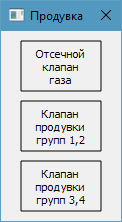 Продувка
Отсечной
клапан
газа
Клапан
продувки
групп 1,2
Клапан
продувки
групп 3,4